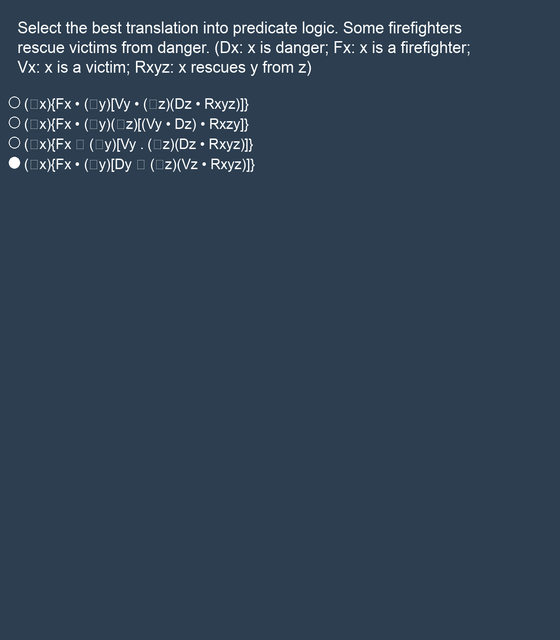 Select the best translation into predicate logic. Some firefighters
rescue victims from danger. (Dx: x is danger; Fx: x is a firefighter;
Vx: x is a victim; Rxyz: x rescues y from z)
(□x){Fx • (□y)[Vy • (□z)(Dz • Rxyz)]}
(□x){Fx • (□y)(□z)[(Vy • Dz) • Rxzy]}
(□x){Fx □ (□y)[Vy . (□z)(Dz • Rxyz)]}
(□x){Fx • (□y)[Dy □ (□z)(Vz • Rxyz)]}